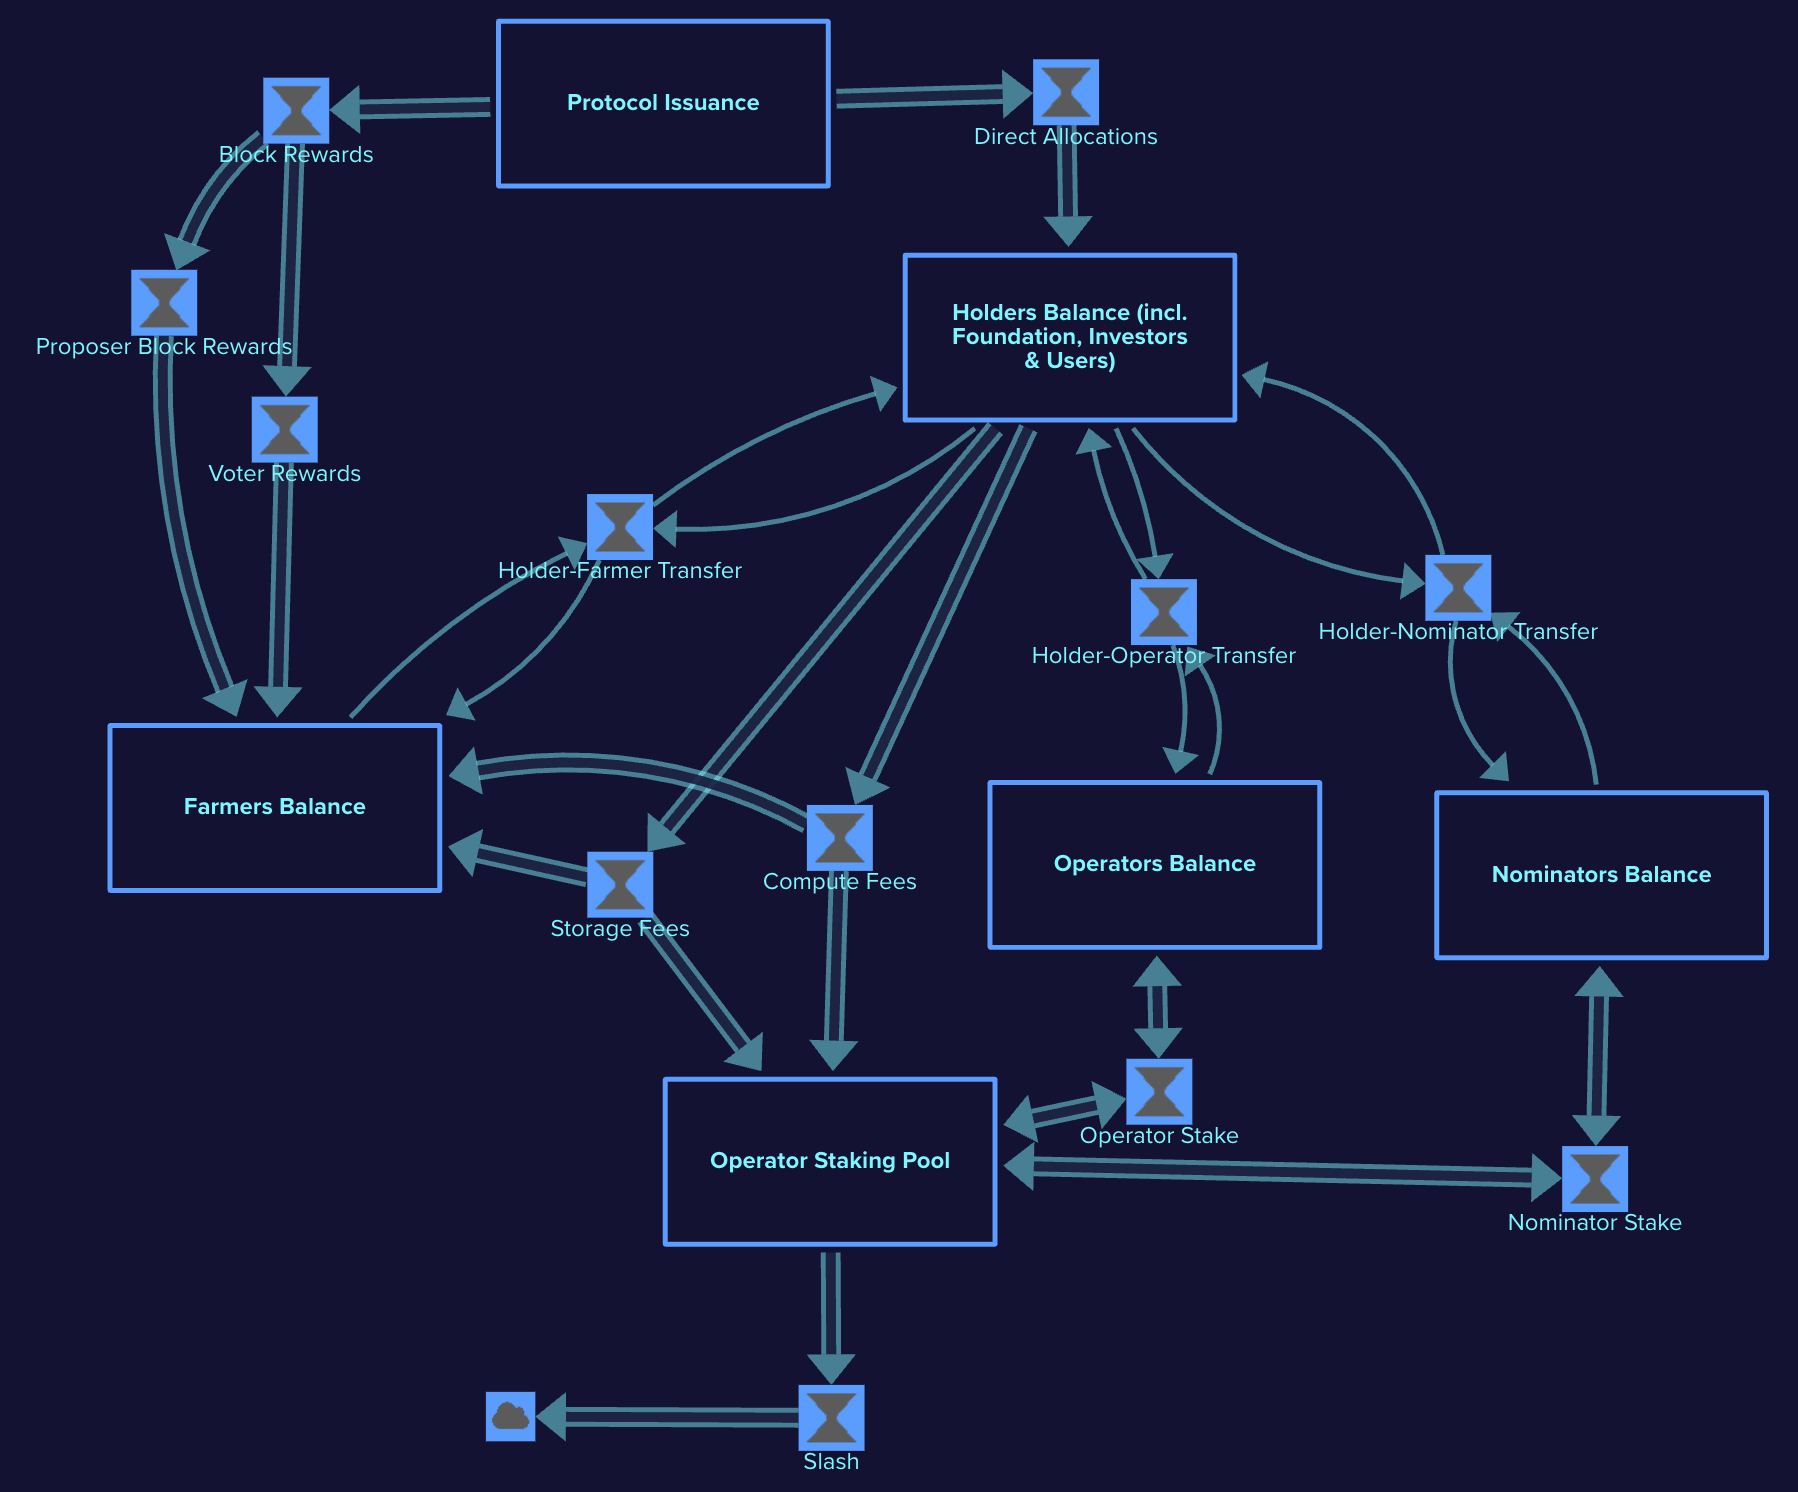 Protocol Issuance
Direct Allocations
Block Rewards
Holders Balance (incl.
Foundation, Investors
& Users)
Proposer Block Rewards
Voter Rewards
Holder-Farmer Transfer
Holder-Nominator Transfer
Holder-Operator Transfer
Farmers Balance
Operators Balance
Nominators Balance
Compute Fees
Storage Fees
Operator Stake
Operator Staking Pool
Nominator Stake
Slash